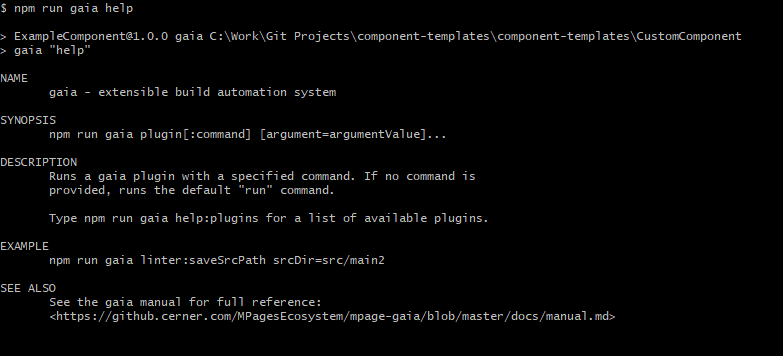 $ npm run gaia help
> ExampleComponent@1.0.0 gaia C:\Work\Git Projects\component-templates\component-templates\CustomComponent
> gaia "help"
NAME
gaia - extensible build automation system
SYNOPSIS
npm run gaia plugin[:command] [argument=argumentValue]...
DESCRIPTION
Runs a gaia plugin with a specified command. If no command is
provided, runs the default "run" command.
Type npm run gaia help:plugins for a list of available plugins.
EXAMPLE
npm run gaia linter:saveSrcPath srcDir=src/main2
SEE ALSO
See the gaia manual for full reference:
<https://github.cerner.com/MPagesEcosystem/mpage-gaia/blob/master/docs/manual.md>